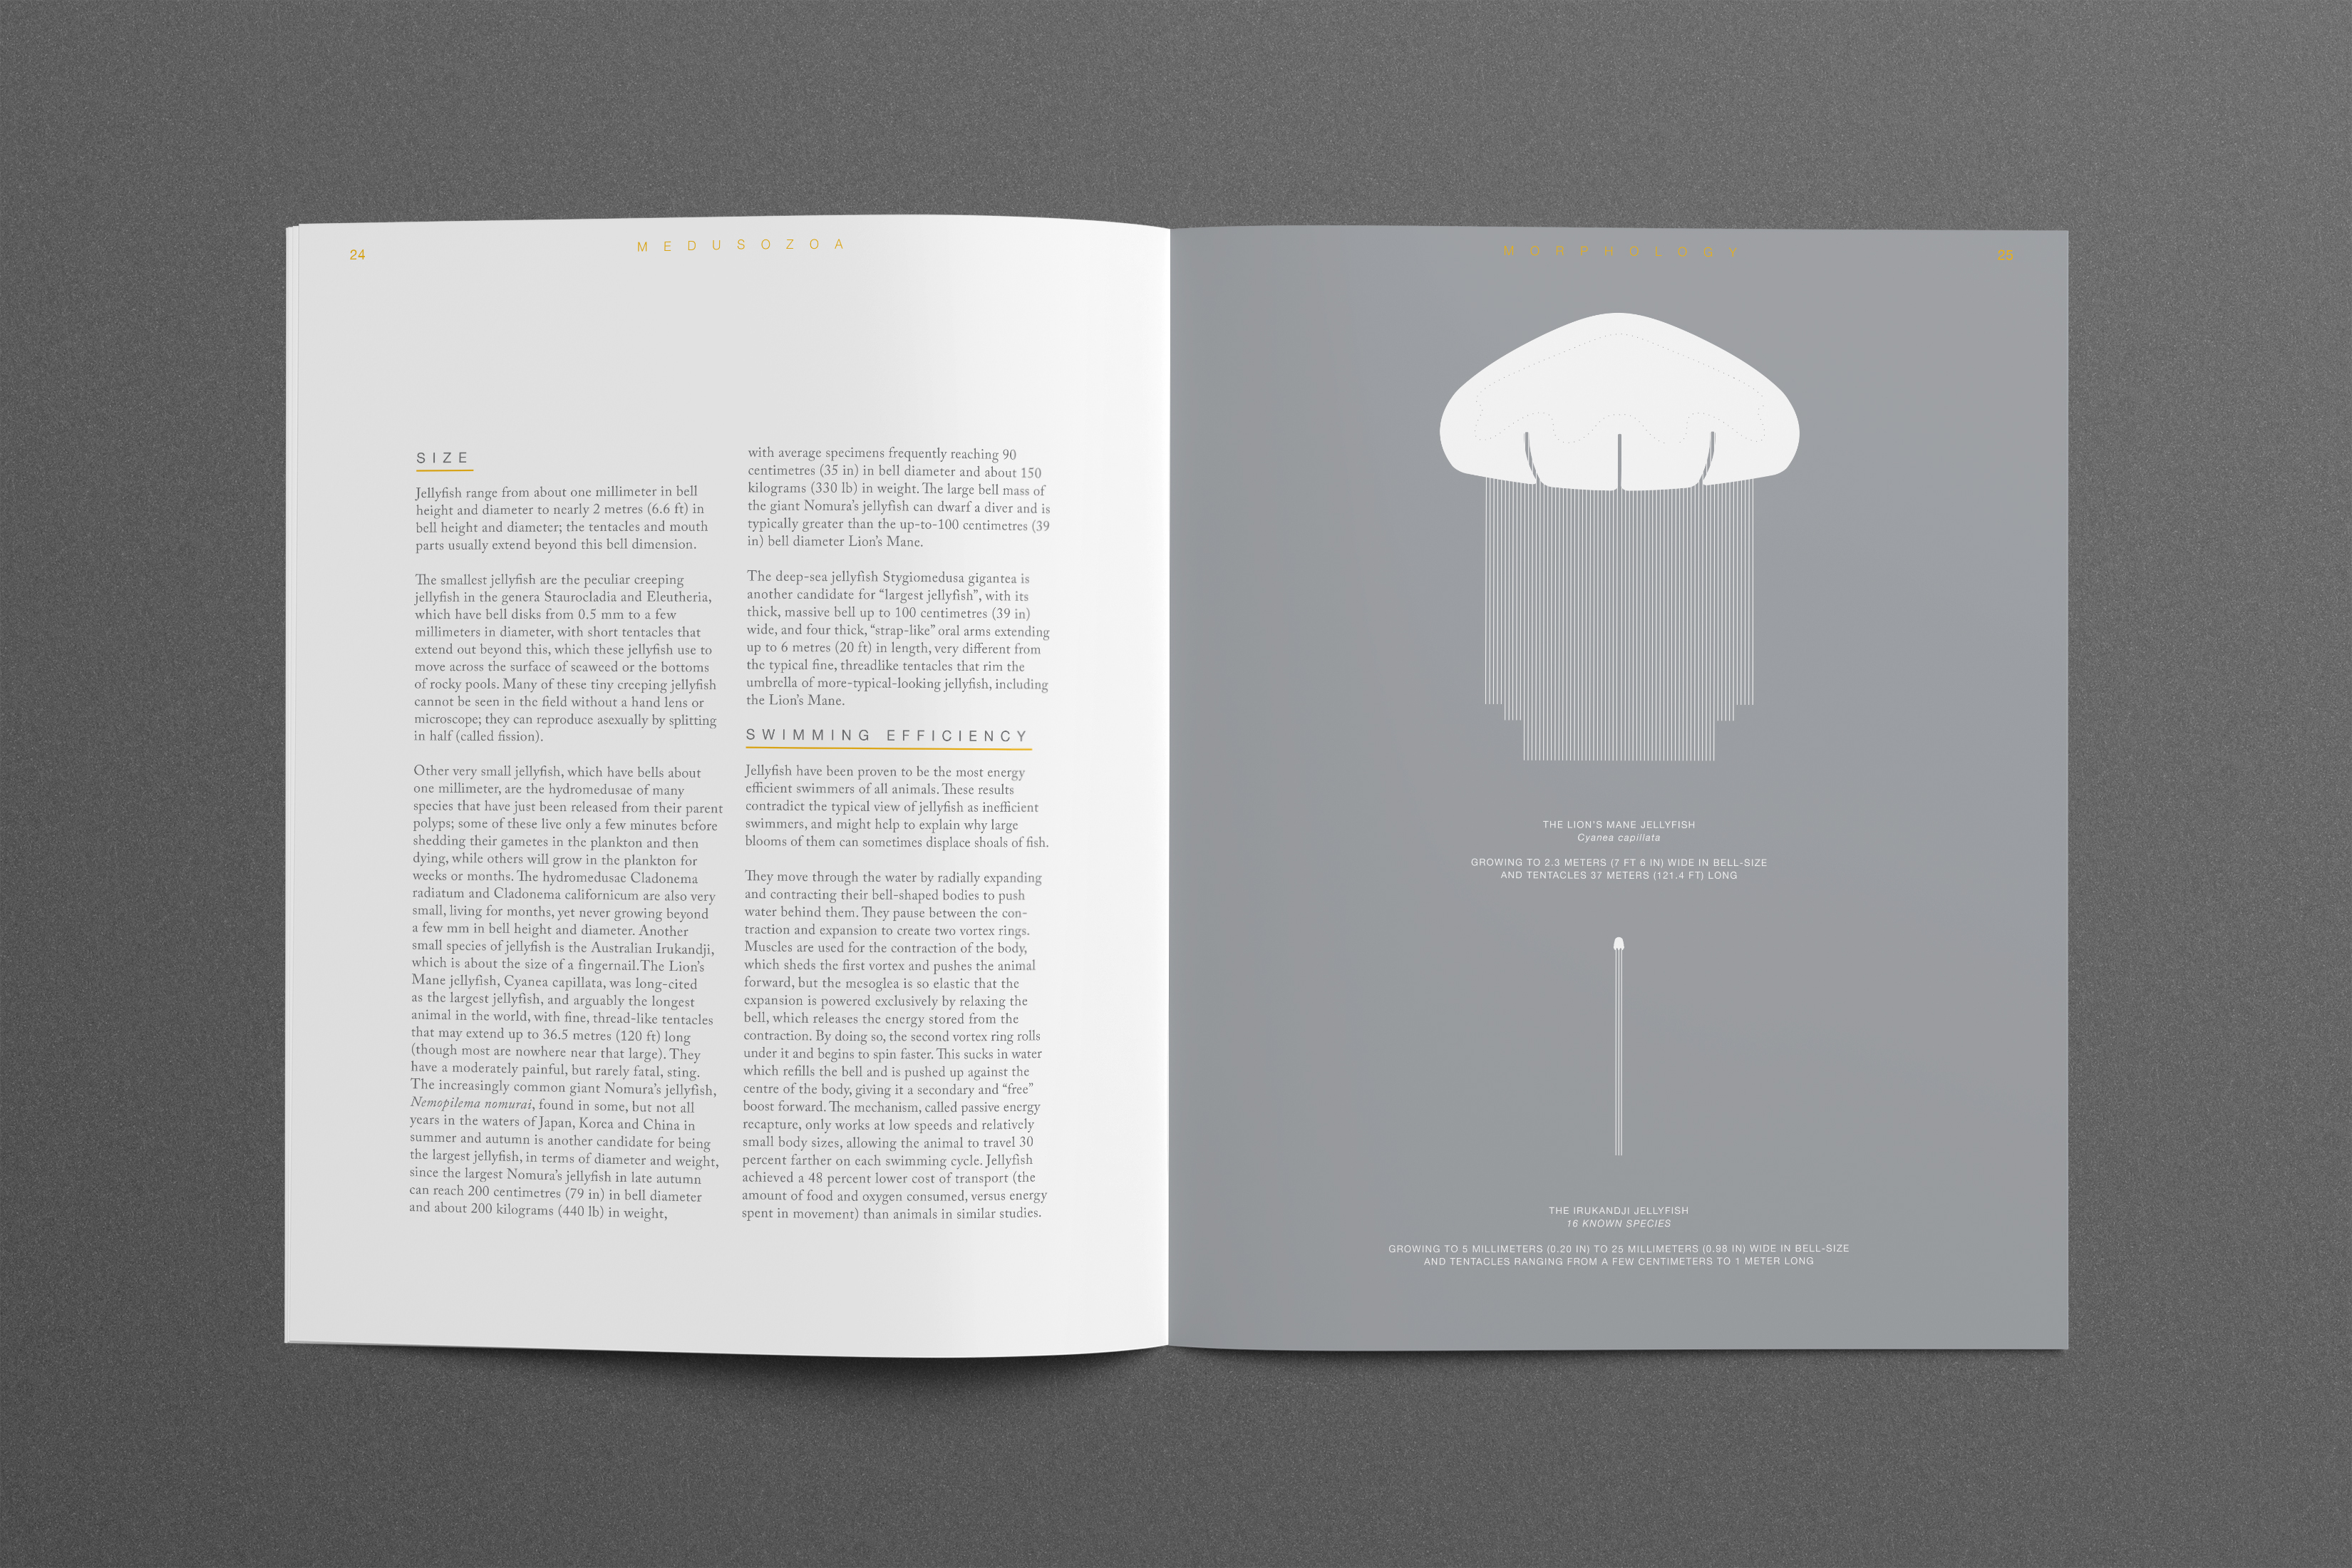 24
MEDUSOZOA
SIZE
Jellyfish range from about one millimeter in bell
height and diameter to nearly 2 metres (6.6 ft) in
bell height and diameter; the tentacles and mouth
parts usually extend beyond this bell dimension.
The smallest jellyfish are the peculiar creeping
jellyfish in the genera Staurocladia and Eleutheria,
which have bell disks from 0.5 mm to a few
millimeters in diameter, with short tentacles that
extend out beyond this, which these jellyfish use to
move across the surface of seaweed or the bottoms
of rocky pools. Many of these tiny creeping jellyfish
cannot be seen in the field without a hand lens or
microscope; they can reproduce asexually by splitting
in half (called fission).
Other very small jellyfish, which have bells about
one millimeter, are the hydromedusae of many
species that have just been released from their parent
polyps; some of these live only a few minutes before
shedding their gametes in the plankton and then
dying, while others will grow in the plankton for
weeks or months. The hydromedusae Cladonema
radiatum and Cladonema californicum are also very
small, living for months, yet never growing beyond
a few mm in bell height and diameter. Another
small species of jellyfish is the Australian Irukandji,
which is about the size of a fingernail.The Lion's
Mane jellyfish, Cyanea capillata, was long-cited
as the largest jellyfish, and arguably the longest
animal in the world, with fine, thread-like tentacles
that may extend up to 36.5 metres (120 ft) long
(though most are nowhere near that large). They
have a moderately painful, but rarely fatal, sting.
The increasingly common giant Nomura's jellyfish,
Nemopilema nomurai, found in some, but not all
years in the waters of Japan, Korea and China in
summer and autumn is another candidate for being
the largest jellyfish, in terms of diameter and weight,
since the largest Nomura's jellyfish in late autumn
can reach 200 centimetres (79 in) in bell diameter
and about 200 kilograms (440 lb) in weight,
with average specimens frequently reaching 90
centimetres (35 in) in bell diameter and about 150
kilograms (330 lb) in weight. The large bell mass of
the giant Nomura's jellyfish can dwarf a diver and is
typically greater than the up-to-100 centimetres (39
in) bell diameter Lion's Mane.
The deep-sea jellyfish Stygiomedusa gigantea is
another candidate for “largest jellyfish”, with its
thick, massive bell up to 100 centimetres (39 in)
wide, and four thick, “strap-like” oral arms extending
up to 6 metres (20 ft) in length, very different from
the typical fine, threadlike tentacles that rim the
umbrella of more-typical-looking jellyfish, including
the Lion's Mane.
SWIMMING EFFICIENCY
Jellyfish have been proven to be the most energy
efficient swimmers of all animals. These results
contradict the typical view of jellyfish as inefficient
swimmers, and might help to explain why large
blooms of them can sometimes displace shoals of fish.
They move through the water by radially expanding
and contracting their bell-shaped bodies to push
water behind them. They pause between the con-
traction and expansion to create two vortex rings.
Muscles are used for the contraction of the body,
which sheds the first vortex and pushes the animal
forward, but the mesoglea is so elastic that the
expansion is powered exclusively by relaxing the
bell, which releases the energy stored from the
contraction. By doing so, the second vortex ring rolls
under it and begins to spin faster. This sucks in water
which refills the bell and is pushed up against the
centre of the body, giving it a secondary and “free”
boost forward. The mechanism, called passive energy
recapture, only works at low speeds and relatively
small body sizes, allowing the animal to travel 30
percent farther on each swimming cycle. Jellyfish
achieved a 48 percent lower cost of transport (the
amount of food and oxygen consumed, versus energy
spent in movement) than animals in similar studies.
MORPHOLOGY
25
THE LION'S MANE JELLYFISH
Cyanea capillata
GROWING TO 2.3 METERS (7 FT 6 IN) WIDE IN BELL-SIZE
AND TENTACLES 37 METERS (121.4 FT) LONG
THE IRUKANDJI JELLYFISH
16 KNOWN SPECIES
GROWING TO 5 MILLIMETERS (0.20 IN) TO 25 MILLIMETERS (0.98 IN) WIDE IN BELL-SIZE
AND TENTACLES RANGING FROM A FEW CENTIMETERS TO 1 METER LONG